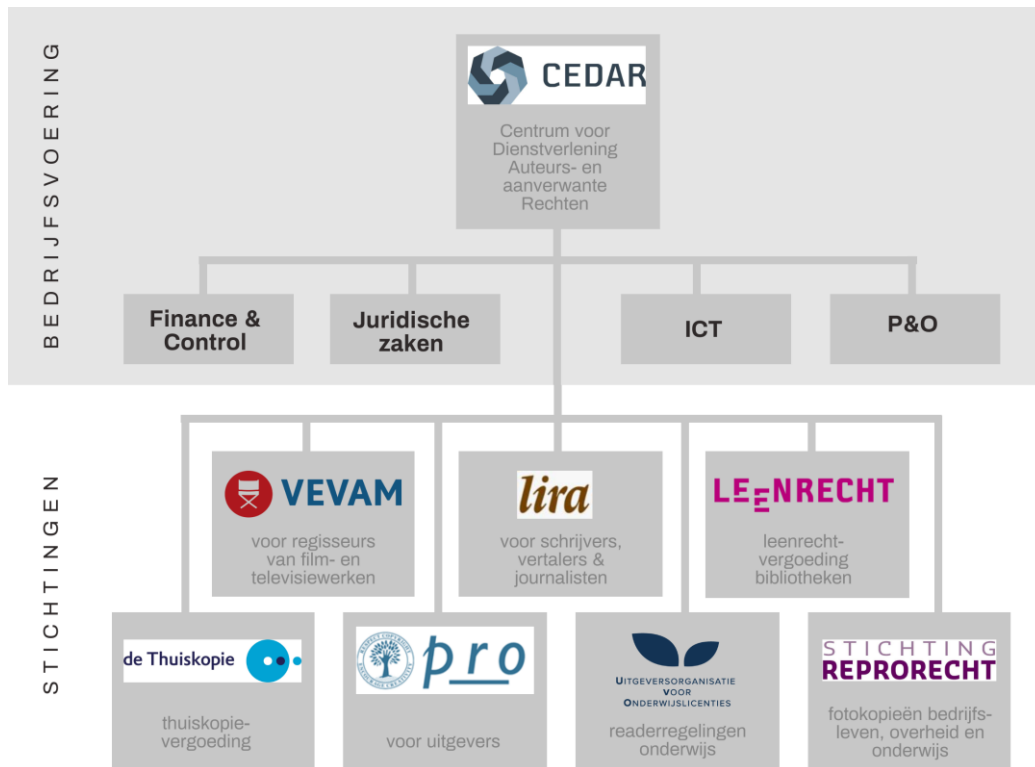 BEDRIJFSVOERING
CEDAR
Centrum voor
Dienstverlening
Auteurs- en
aanverwante
Rechten
Finance &
Control
Juridische
zaken
ICT
P&O
STICHTINGEN
VEVAM
voor regisseurs
van film- en
televisiewerken
lira
voor schrijvers,
vertalers &
journalisten
LEENRECHT
leenrecht-
vergoeding
bibliotheken
de Thuiskopie
thuiskopie-
vergoeding
pro
voor uitgevers
UITGEVERSORGANISATIE
VOOR
ONDERWIJSLICENTIES
readerregelingen
onderwijs
STICHTING
REPRORECHT
fotokopieën bedrijfs-
leven, overheid en
onderwijs